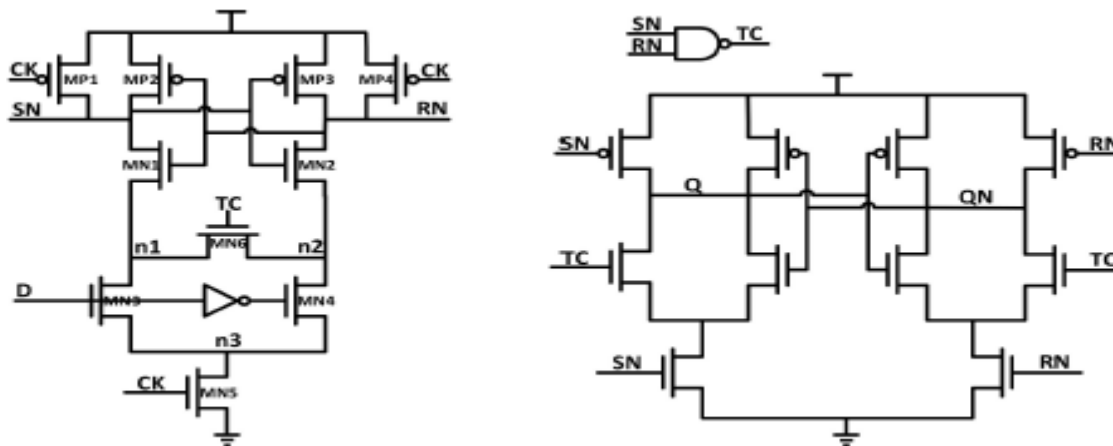 CK
MP1
MP2
MP3
MP4
CK
SN
RN
MN1
MN2
TC
n1
MN6
n2
D
MN3
MN4
n3
CK
MN5
SN
RN
TC
SN
RN
Q
QN
TC
TC
SN
RN